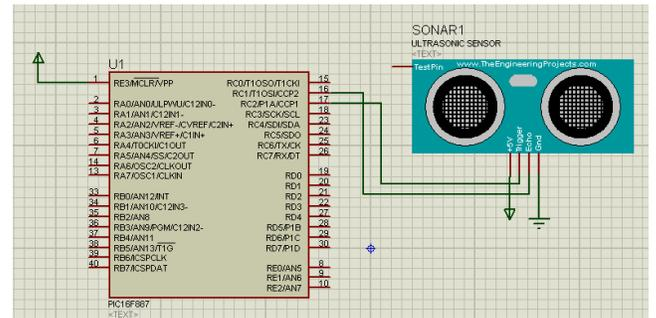 SONAR1
ULTRASONIC SENSOR
<TEXT>
TestPin
www.TheEngineeringProjects.com
+5V
Trigger
Echo
Gnd
U1
1 RE3/MCLR/VPP
2 RA0/AN0/ULPWU/C12IN0-
3 RA1/AN1/C12IN1-
4 RA2/AN2/VREF-/CVREF/C2IN+
5 RA3/AN3/VREF+/C1IN+
6 RA4/T0CKI/C1OUT
7 RA5/AN4/SS/C2OUT
14 RA6/OSC2/CLKOUT
13 RA7/OSC1/CLKIN
33 RB0/AN12/INT
34 RB1/AN10/C12IN3-
35 RB2/AN8
36 RB3/AN9/PGM/C12IN2-
37 RB4/AN11
38 RB5/AN13/T1G
39 RB6/ICSPCLK
40 RB7/ICSPDAT
RC0/T1OSO/T1CKI 15
RC1/T1OSI/CCP2 16
RC2/P1A/CCP1 17
RC3/SCK/SCL 18
RC4/SDI/SDA 23
RC5/SDO 24
RC6/TX/CK 25
RC7/RX/DT 26
RD0 19
RD1 20
RD2 21
RD3 22
RD4 27
RD5/P1B 28
RD6/P1C 29
RD7/P1D 30
RE0/AN5 8
RE1/AN6 9
RE2/AN7 10
PIC16F887
<TEXT>